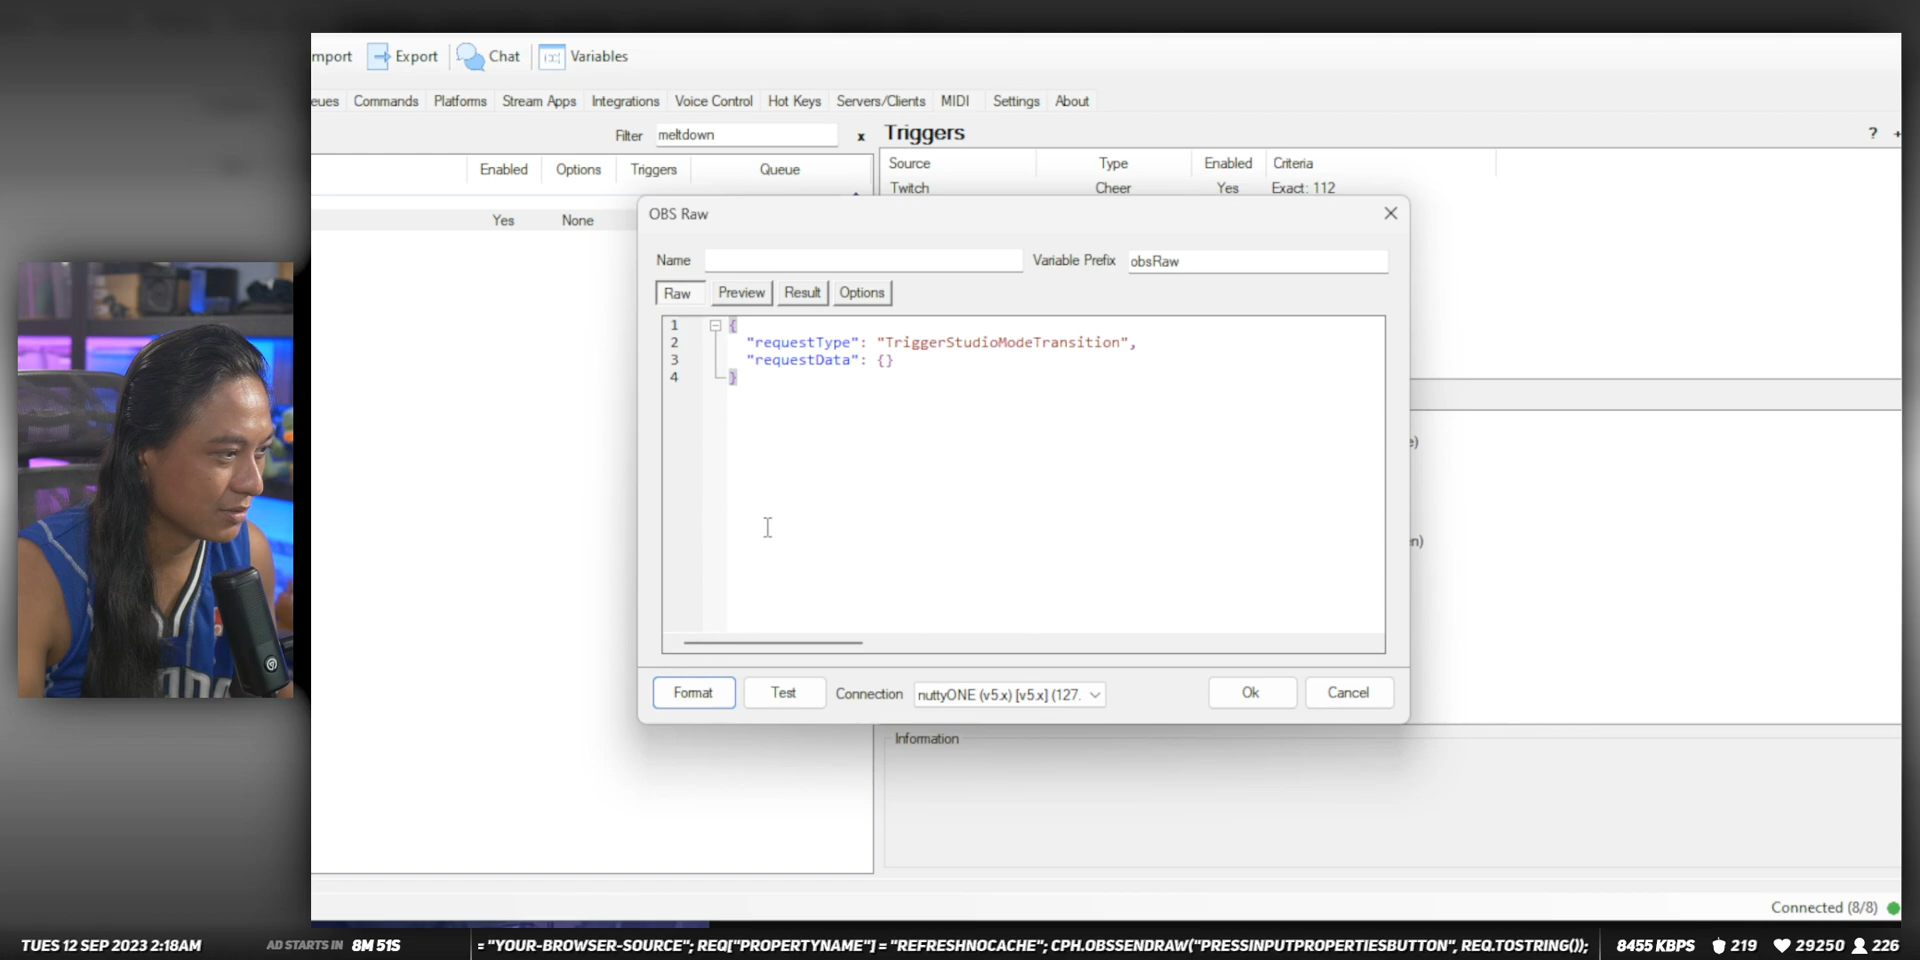 mport Export Chat Variables
eues Commands Platforms Stream Apps Integrations Voice Control Hot Keys Servers/Clients MIDI Settings About
Filter meltdown x Triggers ? +
Enabled Options Triggers Queue
Source Type Enabled Criteria
Twitch Cheer Yes Exact: 112
Yes None
OBS Raw
Name Variable Prefix obsRaw
Raw Preview Result Options
1 {
2 "requestType": "TriggerStudioModeTransition",
3 "requestData": {}
4 }
e)
en)
Format Test Connection nuttyONE (v5.x) [v5.x] (127. Ok Cancel
Information
Connected (8/8)
TUES 12 SEP 2023 2:18AM AD STARTS IN 8M 51S = "YOUR-BROWSER-SOURCE"; REQ["PROPERTYNAME"] = "REFRESHNOCACHE"; CPH.OBSSENDRAW("PRESSINPUTPROPERTIESBUTTON", REQ.TOSTRING()); 8455 KBPS 219 29250 226